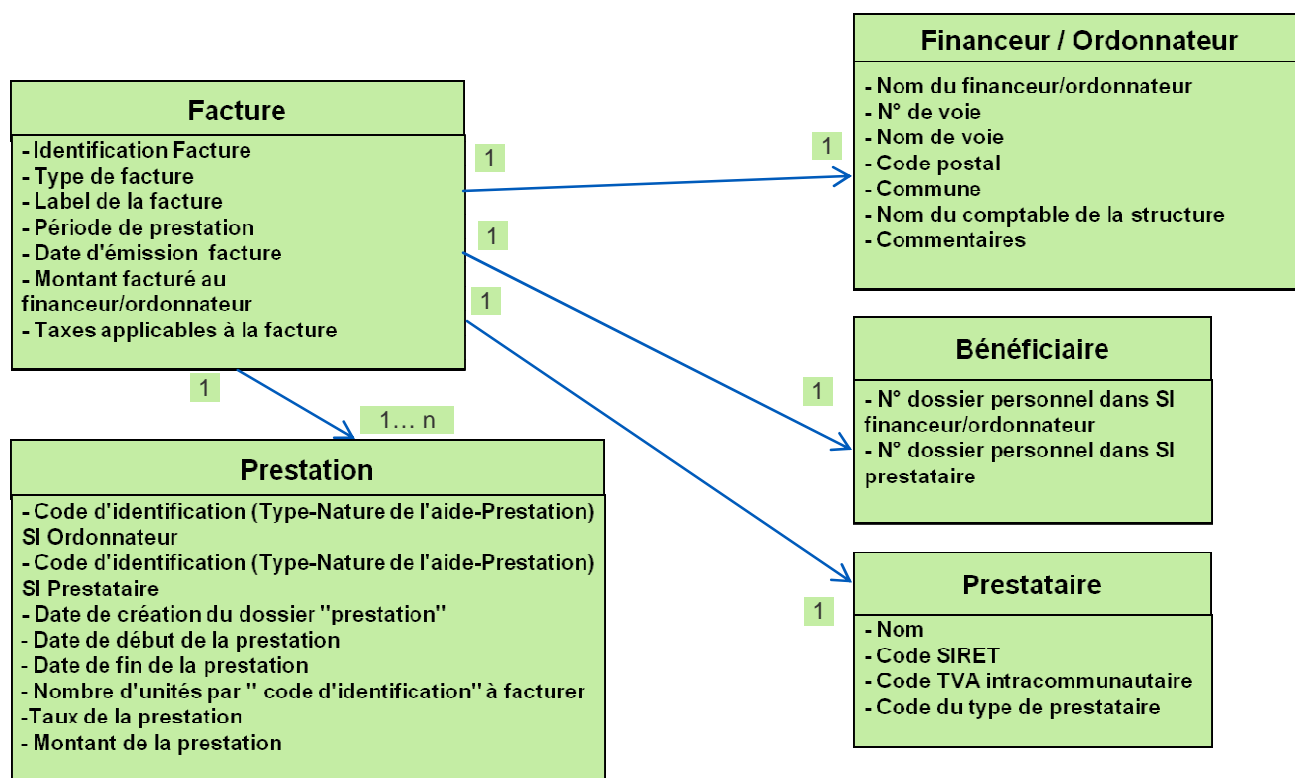 Facture
- Identification Facture
- Type de facture
- Label de la facture
- Période de prestation
- Date d'émission facture
- Montant facturé au
financeur/ordonnateur
- Taxes applicables à la facture
1
1
1
1
1
1
1
1... n
Financeur / Ordonnateur
- Nom du financeur/ordonnateur
- N° de voie
- Nom de voie
- Code postal
- Commune
- Nom du comptable de la structure
- Commentaires
Bénéficiaire
- N° dossier personnel dans SI
financeur/ordonnateur
- N° dossier personnel dans SI
prestataire
Prestation
- Code d'identification (Type-Nature de l'aide-Prestation)
SI Ordonnateur
- Code d'identification (Type-Nature de l'aide-Prestation)
SI Prestataire
- Date de création du dossier "prestation"
- Date de début de la prestation
- Date de fin de la prestation
- Nombre d'unités par " code d'identification" à facturer
-Taux de la prestation
- Montant de la prestation
Prestataire
- Nom
- Code SIRET
- Code TVA intracommunautaire
- Code du type de prestataire